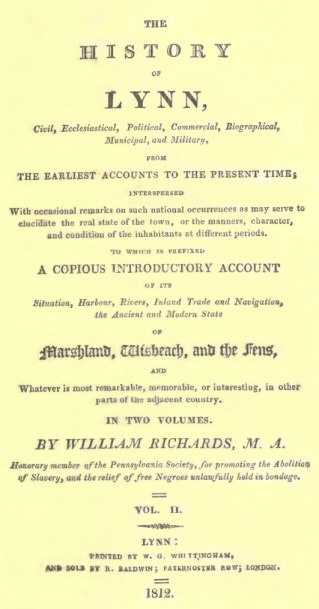 THE
HISTORY
OF
LYNN,
Civil, Ecclesiastical, Political, Commercial, Biographical,
Municipal, and Military,
FROM
THE EARLIEST ACCOUNTS TO THE PRESENT TIME;
INTERSPERSED
With occasional remarks on such national occurrences as may serve to
elucidate the real state of the town, or the manners, character,
and condition of the inhabitants at different periods.
TO WHICH IS PREFIXED
A COPIOUS INTRODUCTORY ACCOUNT
OF ITS
Situation, Harbour, Rivers, Inland Trade and Navigation,
the Ancient and Modern State
OF
Marshland, Wisbeach, and the Fens,
AND
Whatever is most remarkable, memorable, or interesting, in other
parts of the adjacent country.
IN TWO VOLUMES.
BY WILLIAM RICHARDS, M. A.
Honorary member of the Pennsylvania Society, for promoting the Abolition
of Slavery, and the relief of free Negroes unlawfully held in bondage.
VOL. II.
LYNN:
PRINTED BY W. G. WHITTINGHAM,
AND SOLD BY R. BALDWIN; PATERNOSTER ROW; LONDON.
1812.